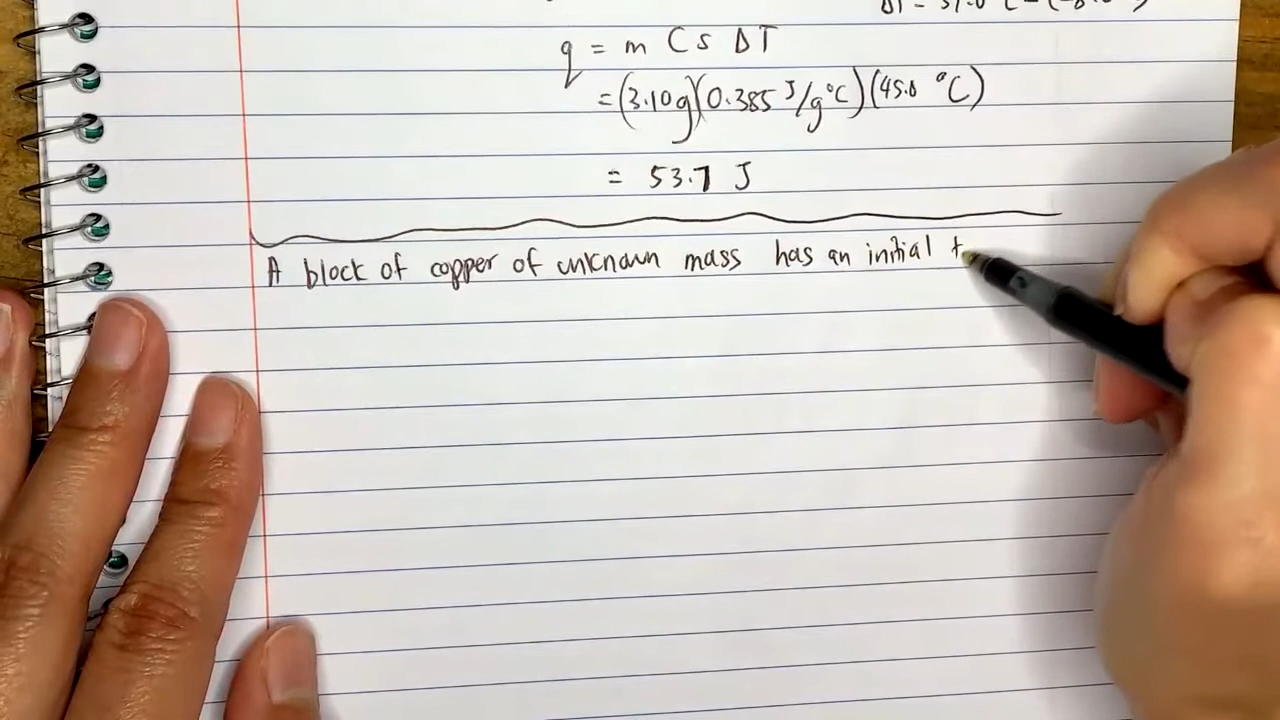 q = m Cs ΔT
= (3.10g)(0.385 J/g°C)(45.0 °C)
= 53.7 J
A block of copper of unknown mass has an initial t